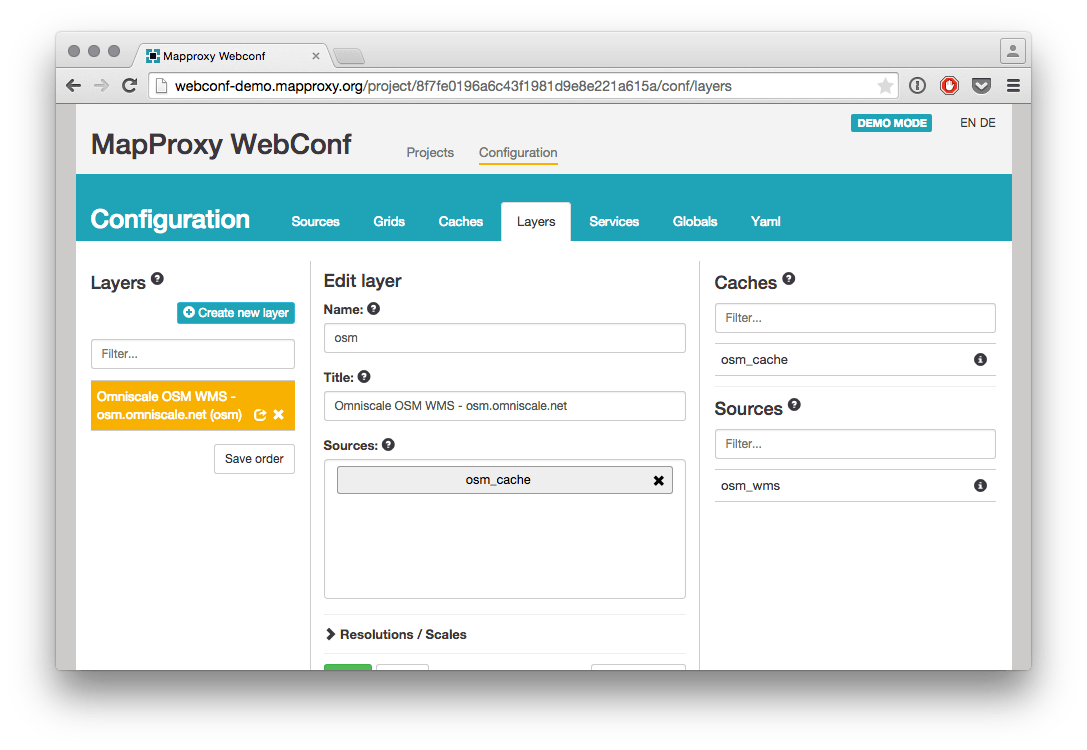 Mapproxy Webconf
webconf-demo.mapproxy.org/project/8f7fe0196a6c43f1981d9e8e221a615a/conf/layers
DEMO MODE
EN DE
MapProxy WebConf
Projects
Configuration
Configuration
Sources
Grids
Caches
Layers
Services
Globals
Yaml
Layers
Create new layer
Filter...
Omniscale OSM WMS -
osm.omniscale.net (osm)
Save order
Edit layer
Name:
osm
Title:
Omniscale OSM WMS - osm.omniscale.net
Sources:
osm_cache
Resolutions / Scales
Caches
Filter...
osm_cache
Sources
Filter...
osm_wms